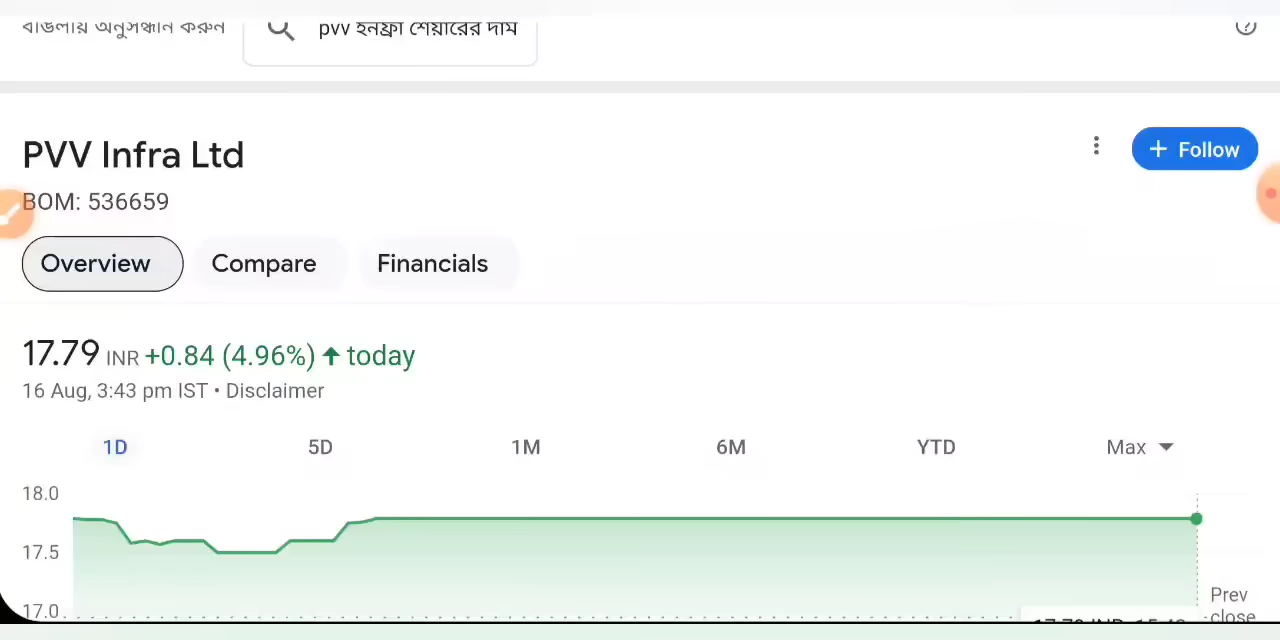 বাঙলায় অনুসন্ধান করুন
pvv ইনফ্রা শেয়ারের দাম
PVV Infra Ltd
+ Follow
BOM: 536659
Overview
Compare
Financials
17.79 INR +0.84 (4.96%) ↑ today
16 Aug, 3:43 pm IST • Disclaimer
1D
5D
1M
6M
YTD
Max
18.0
17.5
17.0
Prev
close